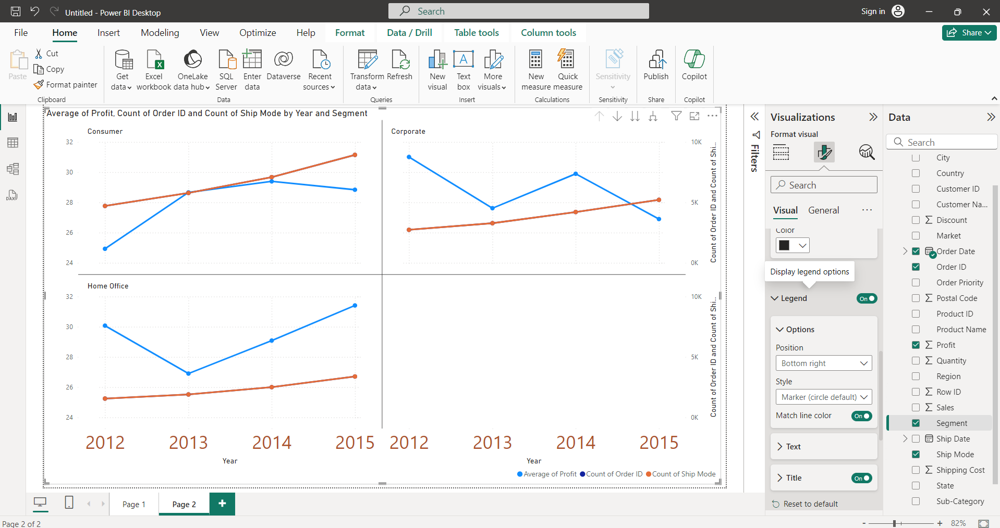 Untitled - Power BI Desktop
Search
Sign in
File
Home
Insert
Modeling
View
Optimize
Help
Format
Data / Drill
Table tools
Column tools
Share
Paste
Cut
Copy
Format painter
Clipboard
Get data
Excel workbook
OneLake data hub
SQL Server
Enter data
Dataverse
Recent sources
Data
Transform data
Refresh
Queries
New visual
Text box
More visuals
Insert
New measure
Quick measure
Calculations
Sensitivity
Sensitivity
Publish
Share
Copilot
Copilot
DAX
Average of Profit, Count of Order ID and Count of Ship Mode by Year and Segment
Consumer
32
30
28
26
24
Corporate
10K
5K
0K
Count of Order ID and Count of Shi...
Home Office
32
30
28
26
24
10K
5K
0K
Count of Order ID and Count of Shi...
2012 2013 2014 2015
2012 2013 2014 2015
Year
Year
Average of Profit
Count of Order ID
Count of Ship Mode
Filters
Visualizations
Format visual
Search
Visual
General
Color
Display legend options
Legend
On
Options
Position
Bottom right
Style
Marker (circle default)
Match line color
On
Text
Title
On
Reset to default
Data
Search
City
Country
Customer ID
Customer Na...
Discount
Market
Order Date
Order ID
Order Priority
Postal Code
Product ID
Product Name
Profit
Quantity
Region
Row ID
Sales
Segment
Ship Date
Ship Mode
Shipping Cost
State
Sub-Category
Page 1
Page 2
+
Page 2 of 2
- +
82%